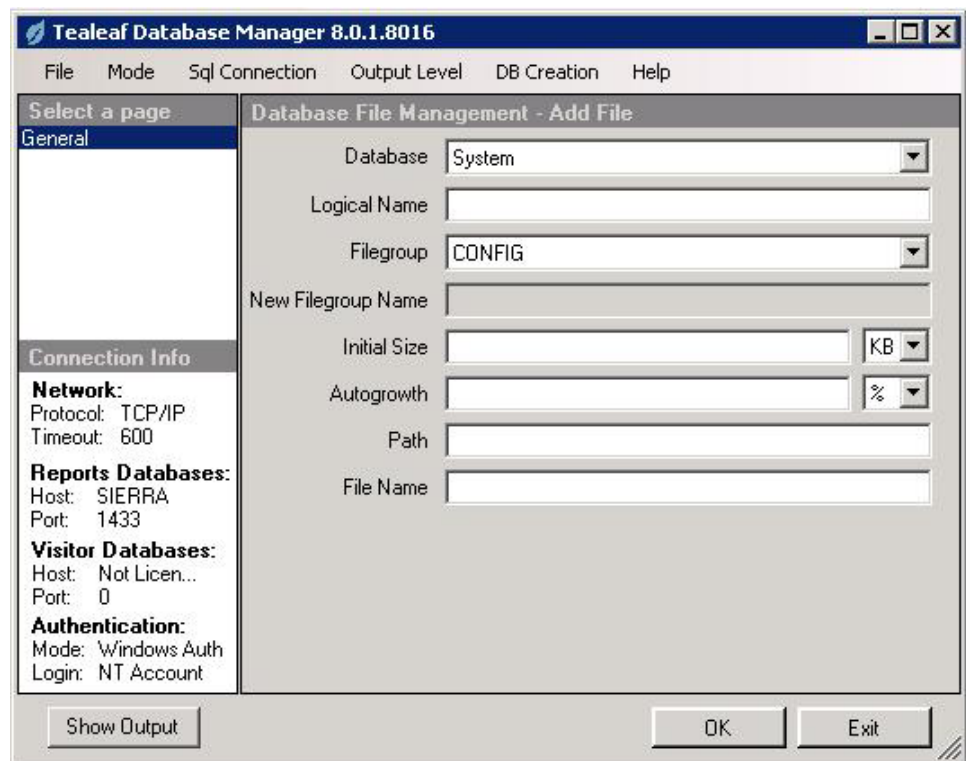 Tealeaf Database Manager 8.0.1.8016
File Mode Sql Connection Output Level DB Creation Help
Select a page
General
Database File Management - Add File
Database System
Logical Name
Filegroup CONFIG
New Filegroup Name
Initial Size KB
Autogrowth %
Path
File Name
Connection Info
Network:
Protocol: TCP/IP
Timeout: 600
Reports Databases:
Host: SIERRA
Port: 1433
Visitor Databases:
Host: Not Licen...
Port: 0
Authentication:
Mode: Windows Auth
Login: NT Account
Show Output OK Exit